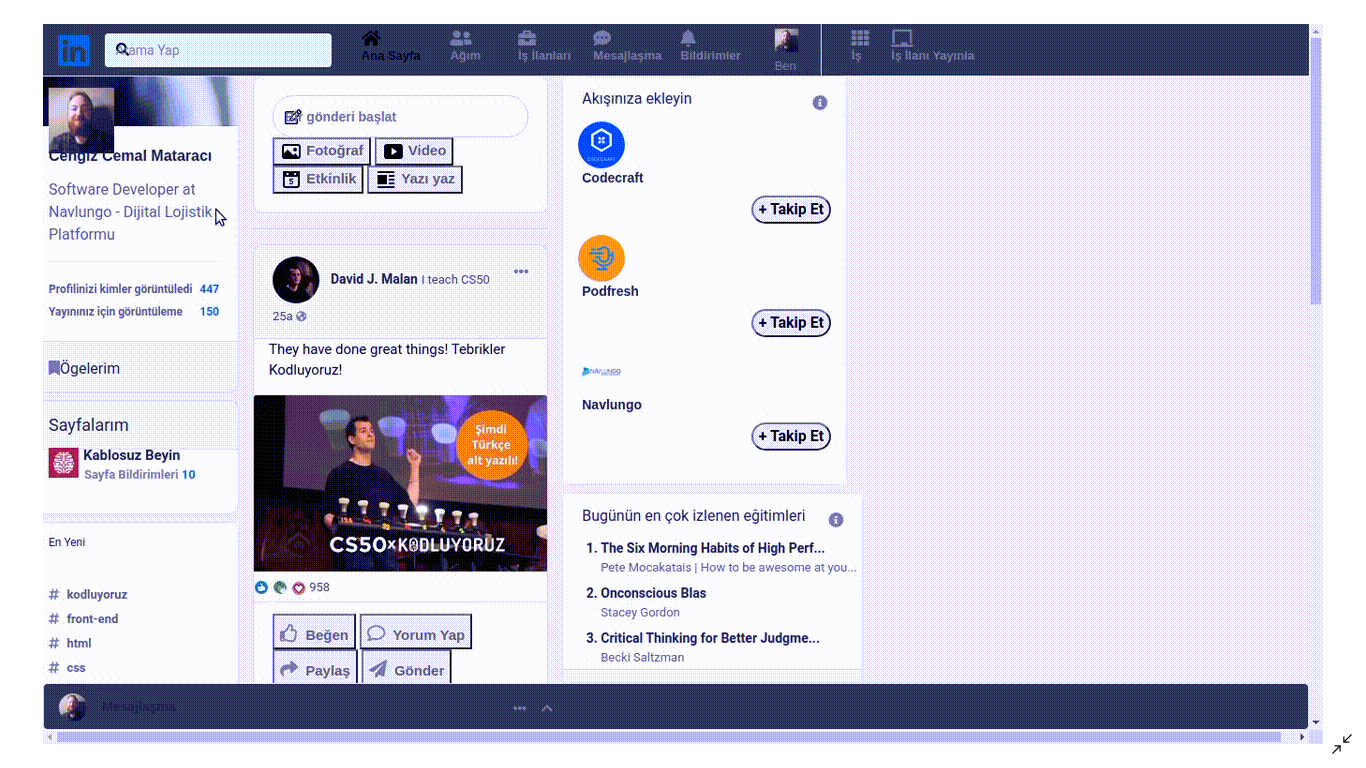 in
Arama Yap
Ana Sayfa
Ağım
İş İlanları
Mesajlaşma
Bildirimler
Ben
İş
İş İlanı Yayınla
Cengiz Cemal Mataracı
Software Developer at
Navlungo - Dijital Lojistik
Platformu
Profilinizi kimler görüntüledi 447
Yayınınız için görüntüleme 150
Ögelerim
Sayfalarım
Kablosuz Beyin
Sayfa Bildirimleri 10
En Yeni
# kodluyoruz
# front-end
# html
# css
gönderi başlat
Fotoğraf
Video
Etkinlik
Yazı yaz
David J. Malan I teach CS50
25a
They have done great things! Tebrikler
Kodluyoruz!
Şimdi
Türkçe
alt yazılı!
CS50×KODLUYORUZ
958
Beğen
Yorum Yap
Paylaş
Gönder
Akışınıza ekleyin
CODECRAFT
Codecraft
+ Takip Et
Podfresh
+ Takip Et
NAVLUNGO
Navlungo
+ Takip Et
Bugünün en çok izlenen eğitimleri
1. The Six Morning Habits of High Perf...
Pete Mocakatais | How to be awesome at you...
2. Onconscious Blas
Stacey Gordon
3. Critical Thinking for Better Judgme...
Becki Saltzman
Mesajlaşma